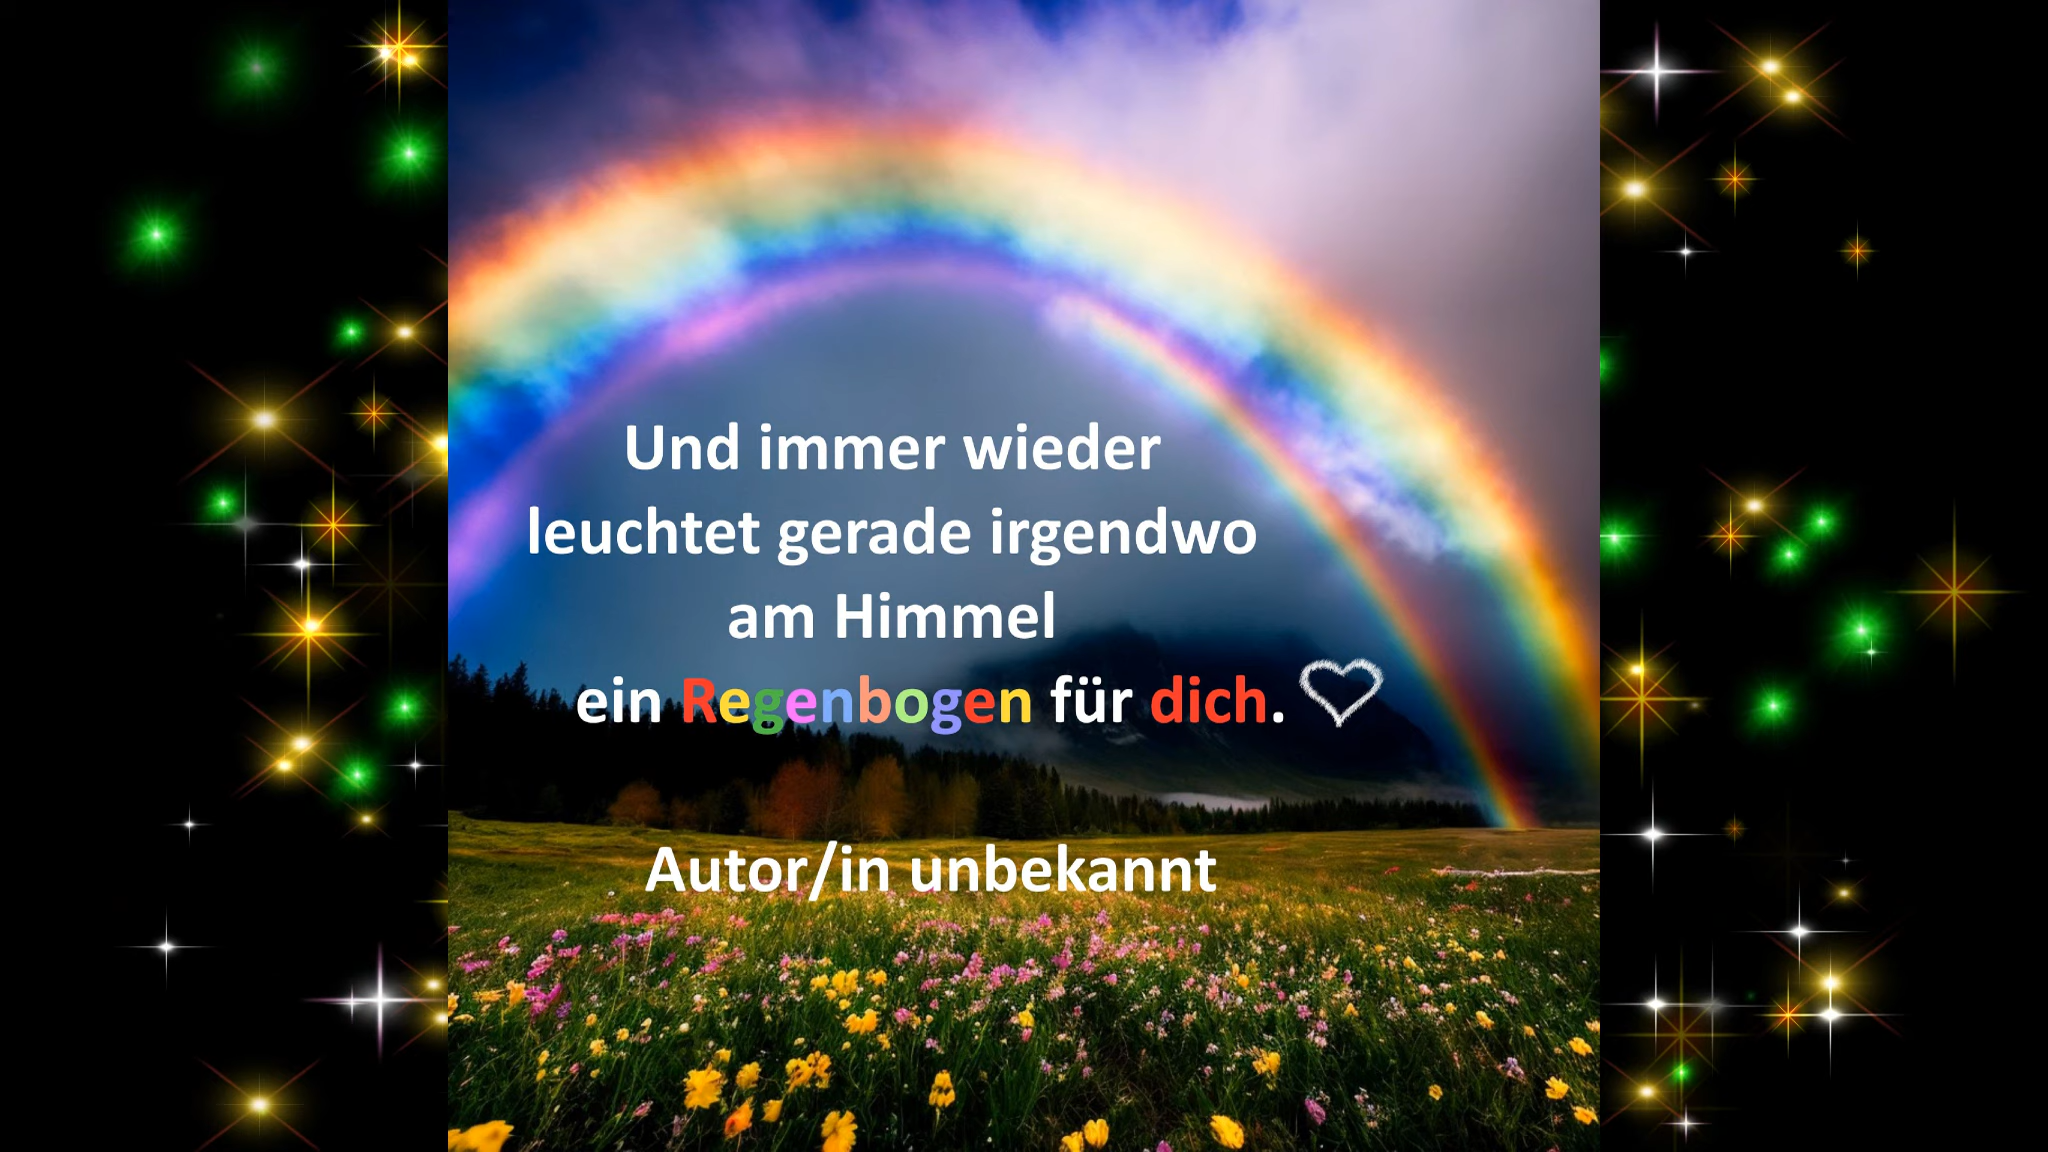 Und immer wieder
leuchtet gerade irgendwo
am Himmel
ein Regenbogen für dich.
Autor/in unbekannt